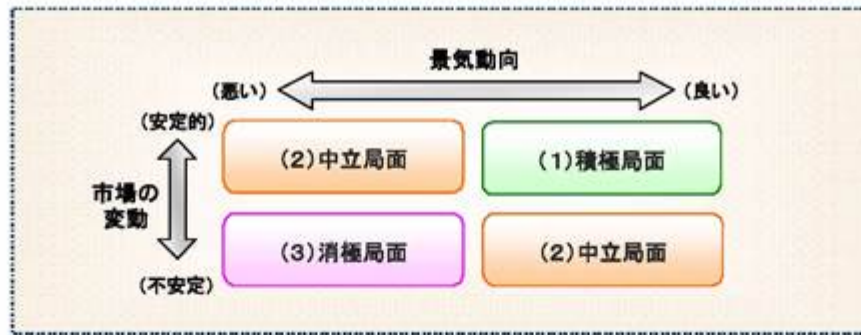 景気動向
(悪い)
(良い)
(安定的)
(2)中立局面
(1)積極局面
市場の
変動
(3)消極局面
(2)中立局面
(不安定)